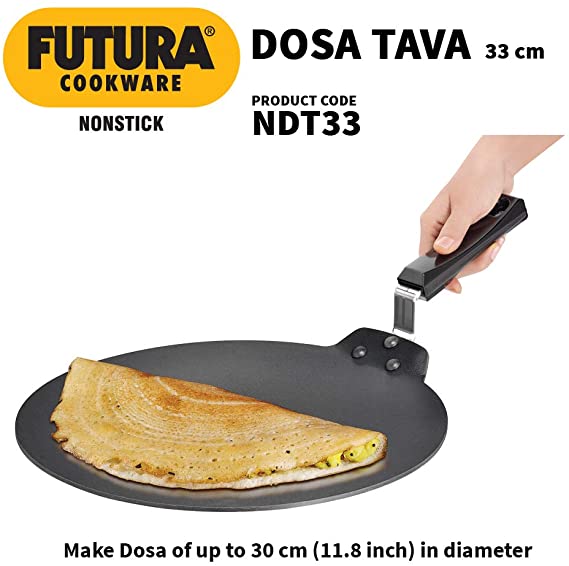 FUTURA
COOKWARE
NONSTICK
DOSA TAVA 33 cm
PRODUCT CODE
NDT33
Make Dosa of up to 30 cm (11.8 inch) in diameter